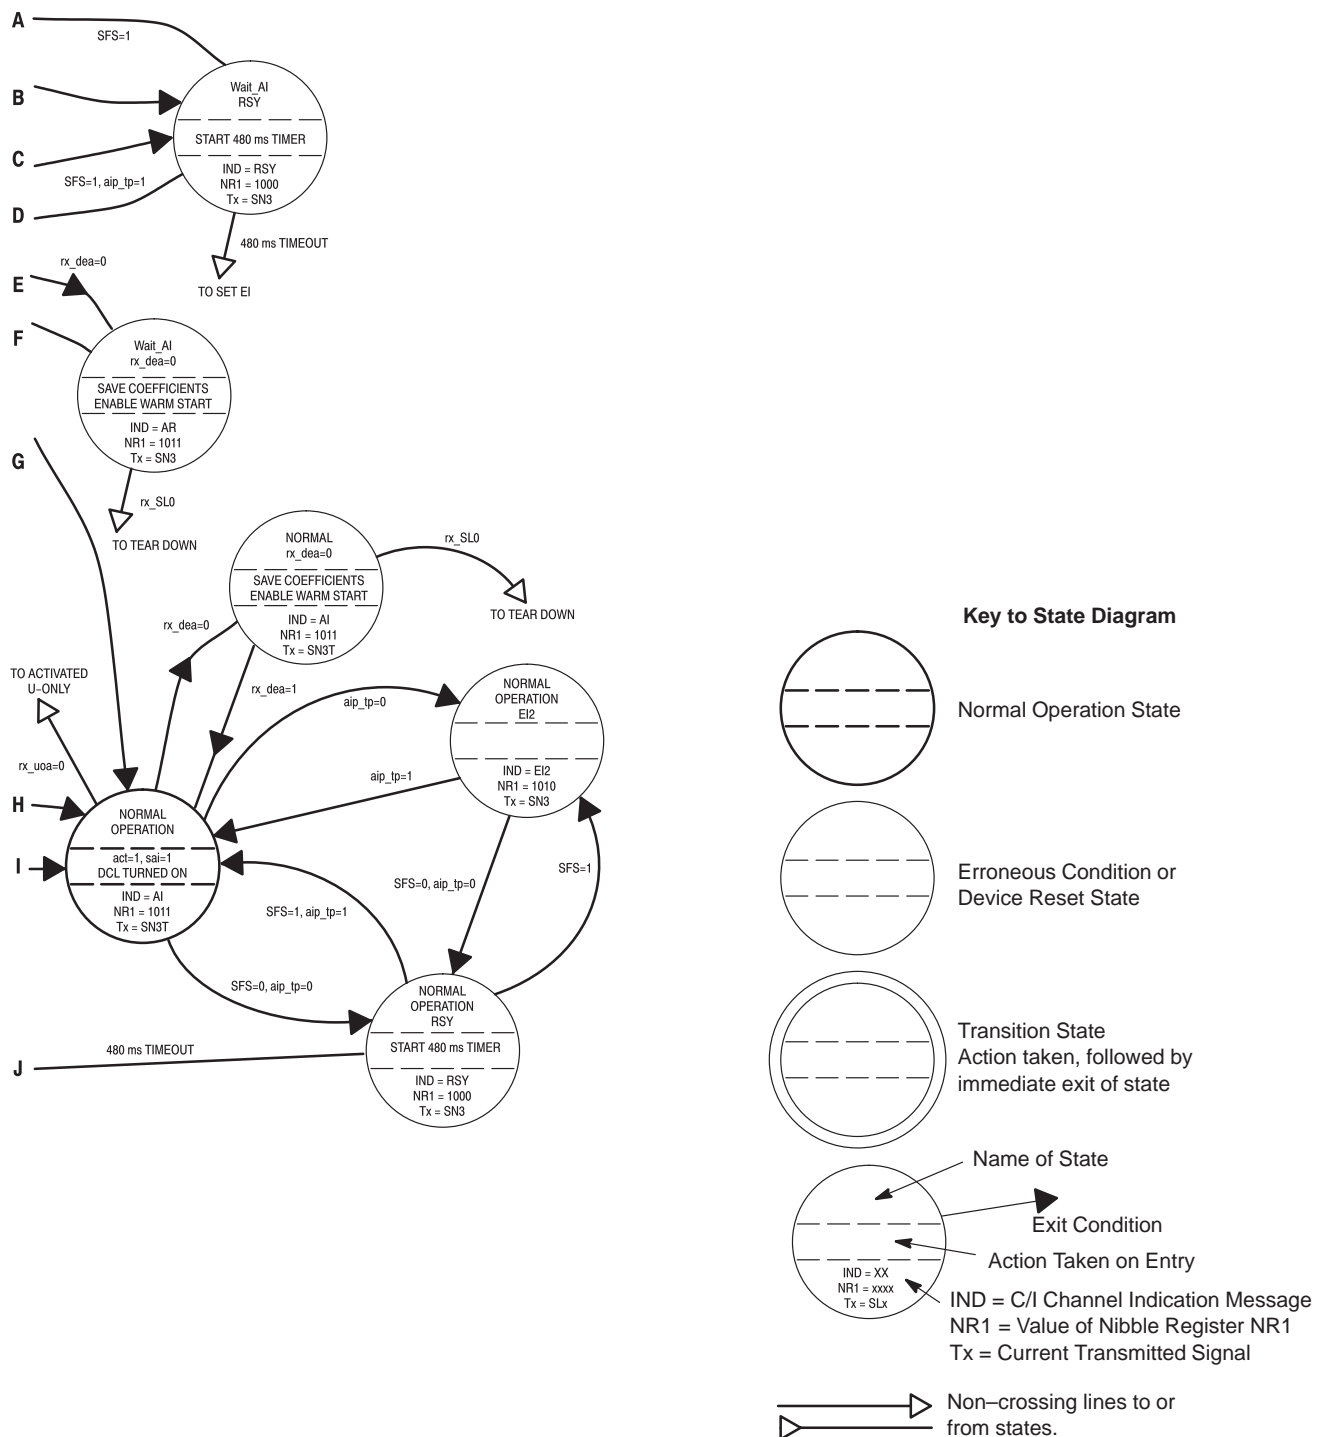 A
SFS=1
Wait_AI
RSY
B
START 480 ms TIMER
C
SFS=1, aip_tp=1
IND = RSY
NR1 = 1000
Tx = SN3
D
480 ms TIMEOUT
TO SET EI
rx_dea=0
E
F
Wait_AI
rx_dea=0
SAVE COEFFICIENTS
ENABLE WARM START
IND = AR
NR1 = 1011
Tx = SN3
G
rx_SL0
TO TEAR DOWN
NORMAL
rx_dea=0
SAVE COEFFICIENTS
ENABLE WARM START
IND = AI
NR1 = 1011
Tx = SN3T
rx_SL0
TO TEAR DOWN
rx_dea=0
TO ACTIVATED
U–ONLY
rx_dea=1
aip_tp=0
NORMAL
OPERATION
EI2
IND = EI2
NR1 = 1010
Tx = SN3
rx_uoa=0
aip_tp=1
H
NORMAL
OPERATION
I
act=1, sai=1
DCL TURNED ON
IND = AI
NR1 = 1011
Tx = SN3T
SFS=0, aip_tp=0
SFS=1
SFS=1, aip_tp=1
SFS=0, aip_tp=0
NORMAL
OPERATION
RSY
START 480 ms TIMER
IND = RSY
NR1 = 1000
Tx = SN3
480 ms TIMEOUT
J
Key to State Diagram
Normal Operation State
Erroneous Condition or
Device Reset State
Transition State
Action taken, followed by
immediate exit of state
Name of State
Exit Condition
Action Taken on Entry
IND = XX
NR1 = xxxx
Tx = SLx
IND = C/I Channel Indication Message
NR1 = Value of Nibble Register NR1
Tx = Current Transmitted Signal
Non–crossing lines to or
from states.